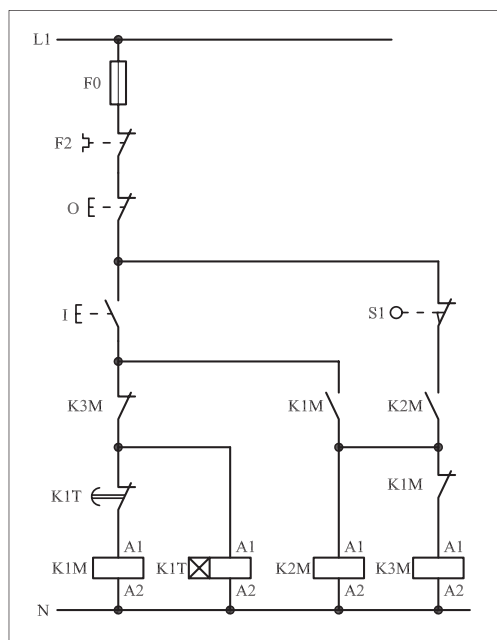 L1
F0
F2
O
I S1
K3M K1M K2M
K1T K1M
A1 A1 A1 A1
K1M K1T K2M K3M
A2 A2 A2 A2
N